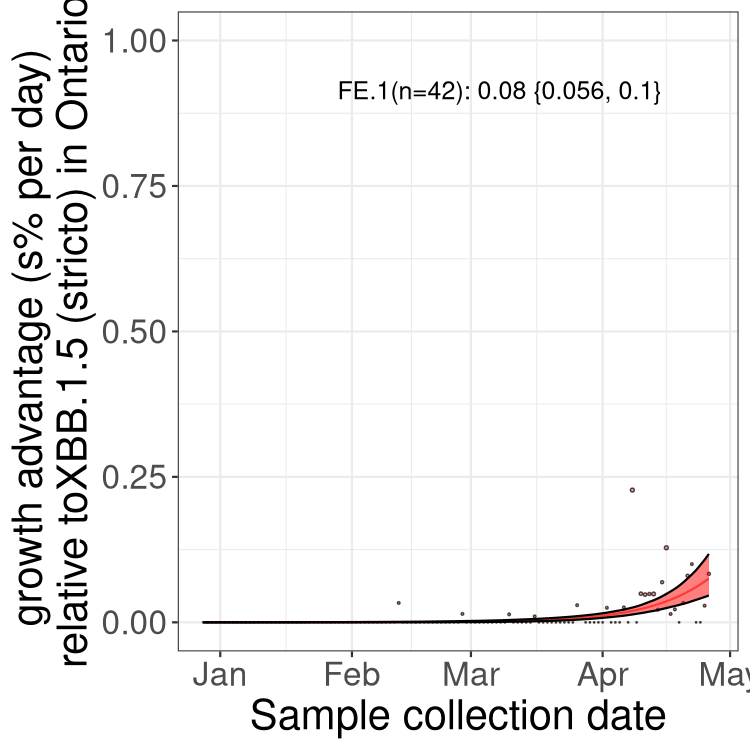 growth advantage (s% per day)
relative toXBB.1.5 (stricto) in Ontario
1.00
0.75
0.50
0.25
0.00
FE.1(n=42): 0.08 {0.056, 0.1}
Jan Feb Mar Apr May
Sample collection date